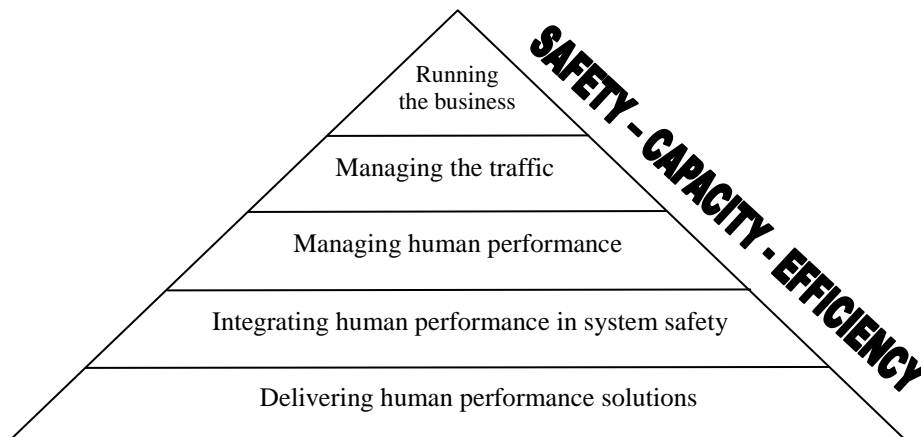 Running
the business
SAFETY - CAPACITY - EFFICIENCY
Managing the traffic
Managing human performance
Integrating human performance in system safety
Delivering human performance solutions